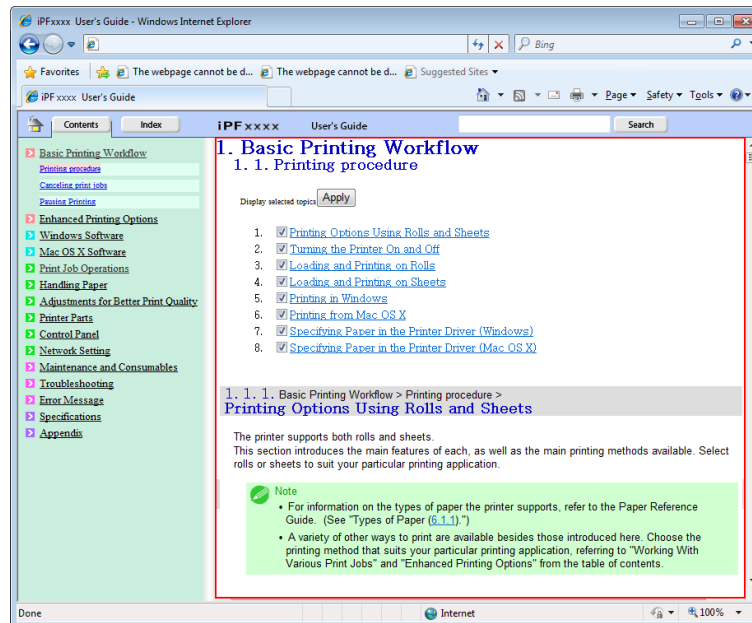 iPFxxxx User's Guide - Windows Internet Explorer
Bing
Favorites
The webpage cannot be d...
The webpage cannot be d...
Suggested Sites
iPF xxxx User's Guide
Page
Safety
Tools
Contents
Index
iPF xxxx
User's Guide
Search
Basic Printing Workflow
Printing procedure
Canceling print jobs
Pausing Printing
Enhanced Printing Options
Windows Software
Mac OS X Software
Print Job Operations
Handling Paper
Adjustments for Better Print Quality
Printer Parts
Control Panel
Network Setting
Maintenance and Consumables
Troubleshooting
Error Message
Specifications
Appendix
1. Basic Printing Workflow
1. 1. Printing procedure
Display selected topics Apply
1. Printing Options Using Rolls and Sheets
2. Turning the Printer On and Off
3. Loading and Printing on Rolls
4. Loading and Printing on Sheets
5. Printing in Windows
6. Printing from Mac OS X
7. Specifying Paper in the Printer Driver (Windows)
8. Specifying Paper in the Printer Driver (Mac OS X)
1. 1. 1. Basic Printing Workflow > Printing procedure >
Printing Options Using Rolls and Sheets
The printer supports both rolls and sheets.
This section introduces the main features of each, as well as the main printing methods available. Select
rolls or sheets to suit your particular printing application.
Note
• For information on the types of paper the printer supports, refer to the Paper Reference
Guide. (See "Types of Paper (6.1.1).")
• A variety of other ways to print are available besides those introduced here. Choose the
printing method that suits your particular printing application, referring to "Working With
Various Print Jobs" and "Enhanced Printing Options" from the table of contents.
Done
Internet
100%